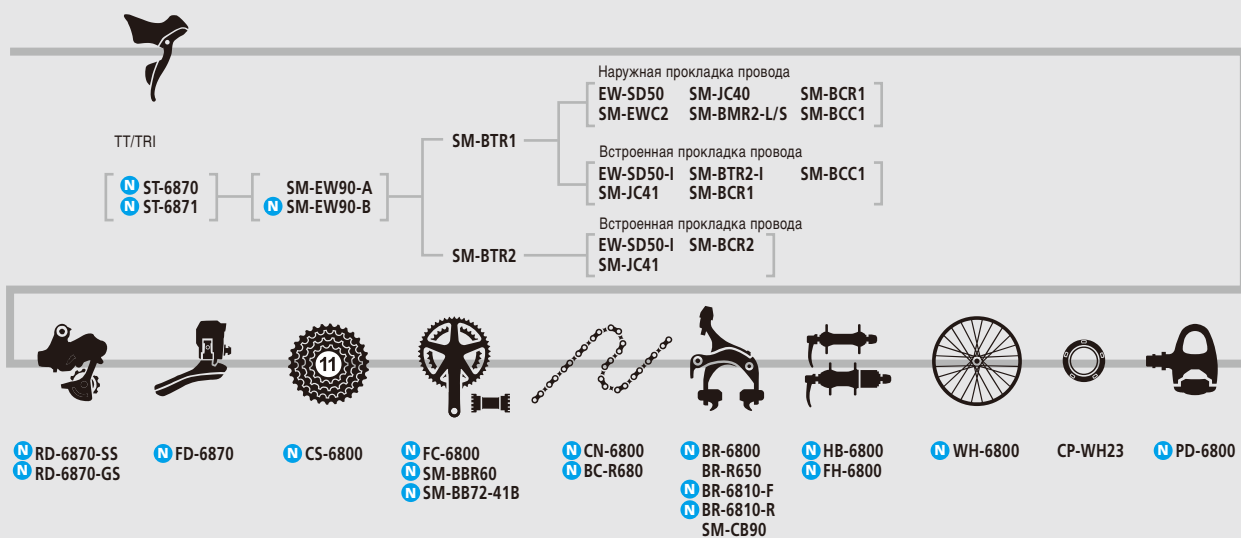 TT/TRI
N ST-6870
N ST-6871
SM-EW90-A
N SM-EW90-B
SM-BTR1
Наружная прокладка провода
EW-SD50 SM-JC40 SM-BCR1
SM-EWC2 SM-BMR2-L/S SM-BCC1
Встроенная прокладка провода
EW-SD50-I SM-BTR2-I SM-BCC1
SM-JC41 SM-BCR1
SM-BTR2
Встроенная прокладка провода
EW-SD50-I SM-BCR2
SM-JC41
11
N RD-6870-SS
N RD-6870-GS
N FD-6870
N CS-6800
N FC-6800
N SM-BBR60
N SM-BB72-41B
N CN-6800
N BC-R680
N BR-6800
BR-R650
N BR-6810-F
N BR-6810-R
SM-CB90
N HB-6800
N FH-6800
N WH-6800
CP-WH23
N PD-6800